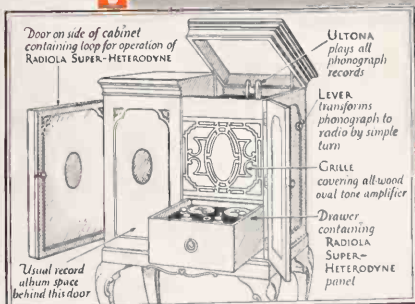 Door on side of cabinet
containing loop for operation of
RADIOLA SUPER-HETERODYNE
ULTONA
plays all
phonograph
records
LEVER
transforms
phonograph to
radio by simple
turn
GRILLE
covering all-wood
oval tone amplifier
Drawer
containing
RADIOLA
SUPER-
HETERODYNE
panel
Usual record
album space
behind this door